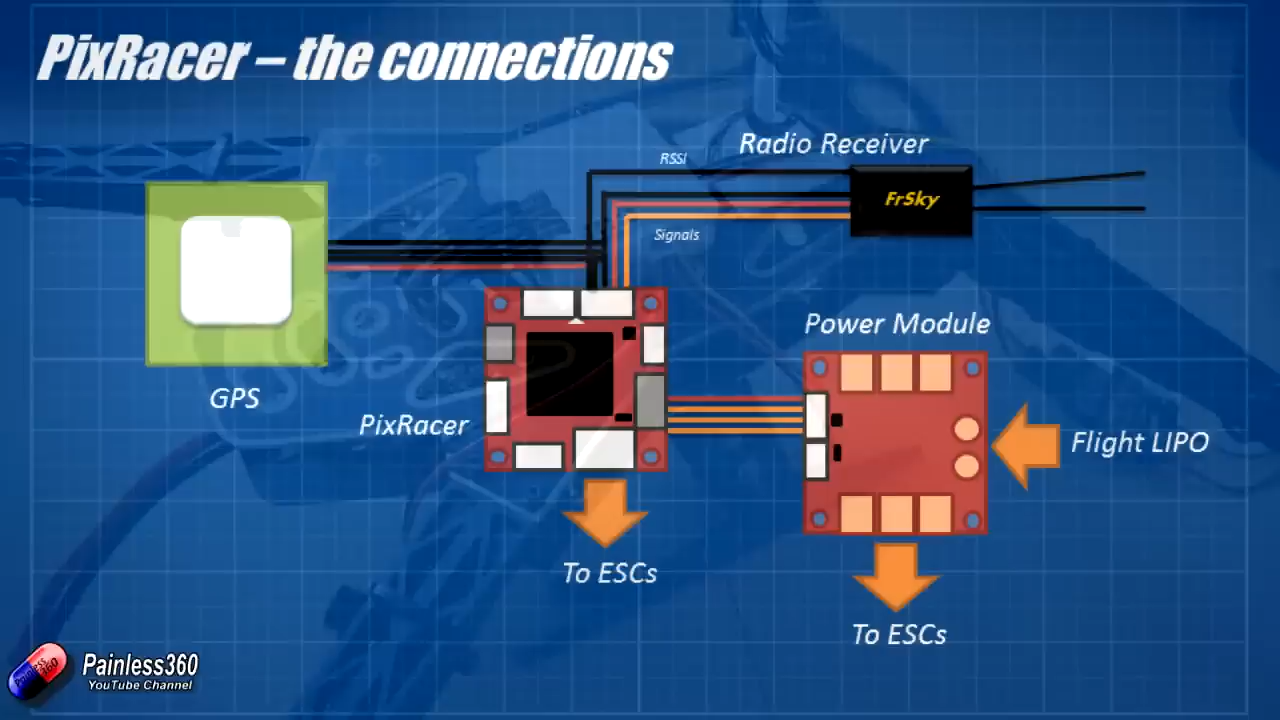 PixRacer – the connections
Radio Receiver
RSSI
FrSky
Signals
Power Module
GPS
PixRacer
Flight LIPO
To ESCs
To ESCs
Painless360
Painless360
YouTube Channel